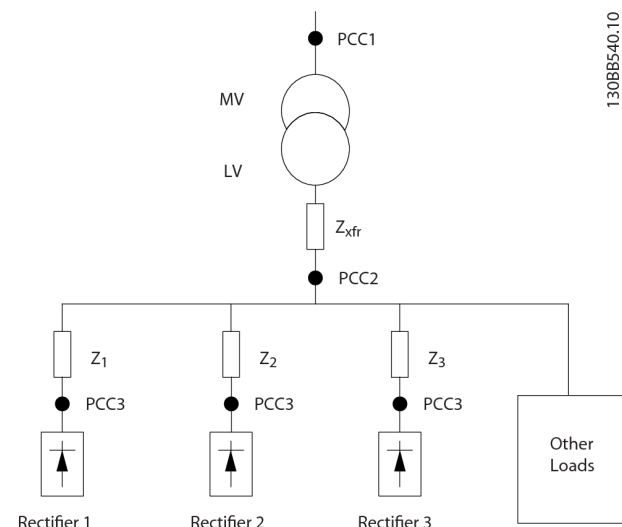 PCC1
130BB540.10
MV
LV
Zxfr
PCC2
Z1
Z2
Z3
PCC3
PCC3
PCC3
Other
Loads
Rectifier 1
Rectifier 2
Rectifier 3